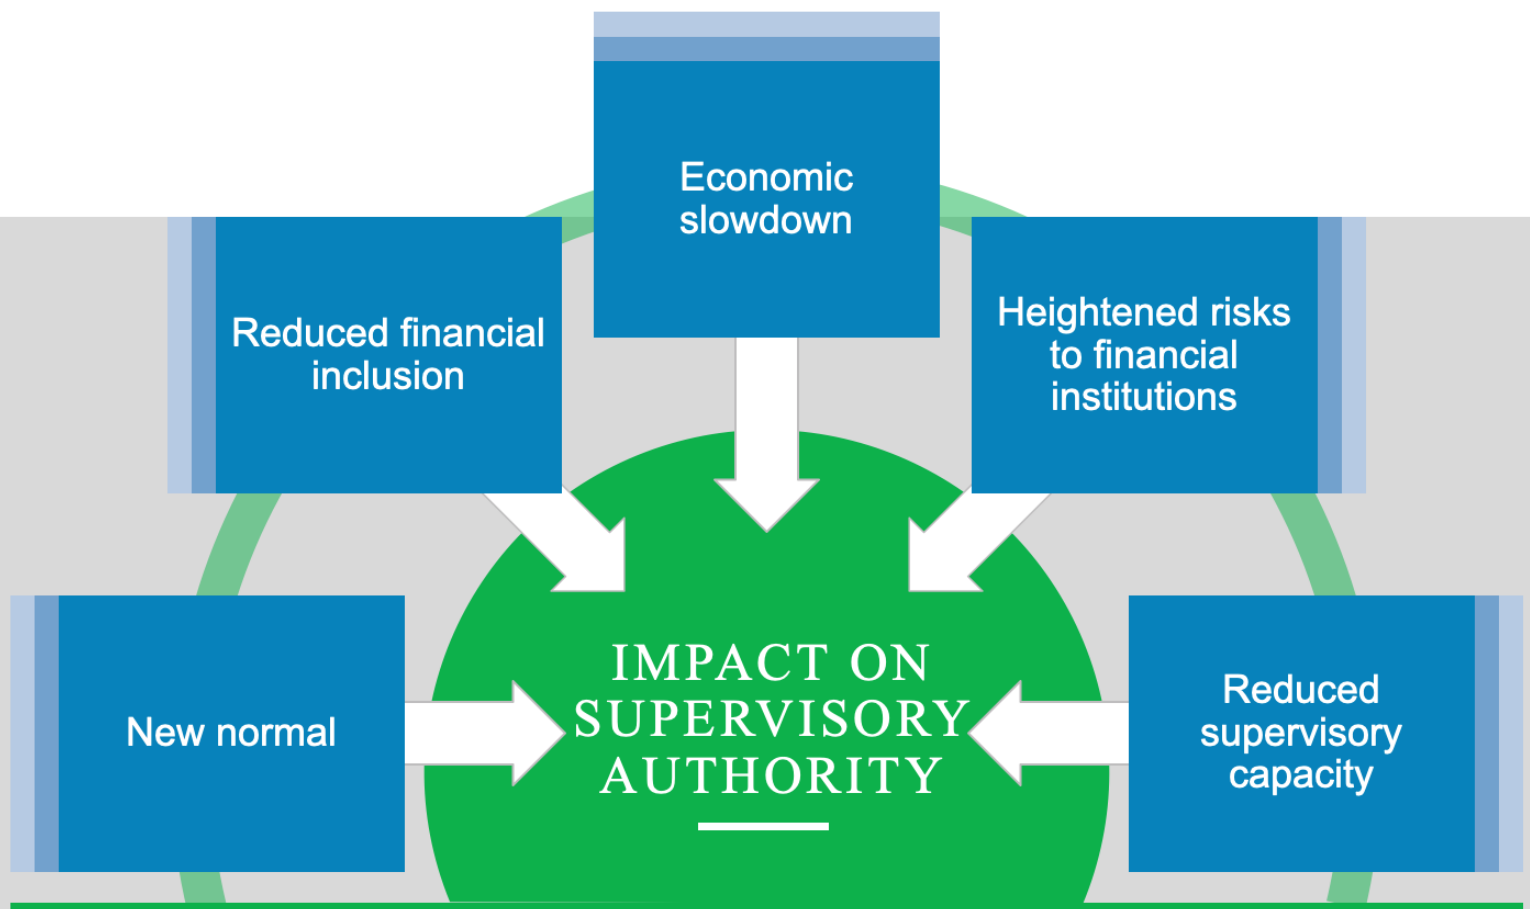 Economic
slowdown
Reduced financial
inclusion
Heightened risks
to financial
institutions
New normal
IMPACT ON
SUPERVISORY
AUTHORITY
Reduced
supervisory
capacity